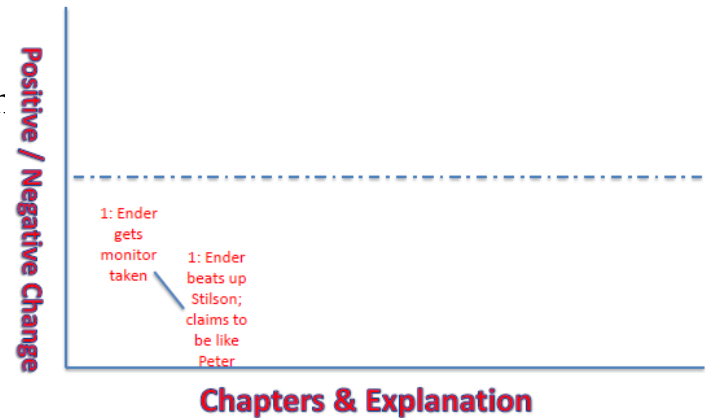 Positive / Negative Change
1: Ender
gets
monitor
taken
1: Ender
beats up
Stilson;
claims to
be like
Peter
Chapters & Explanation